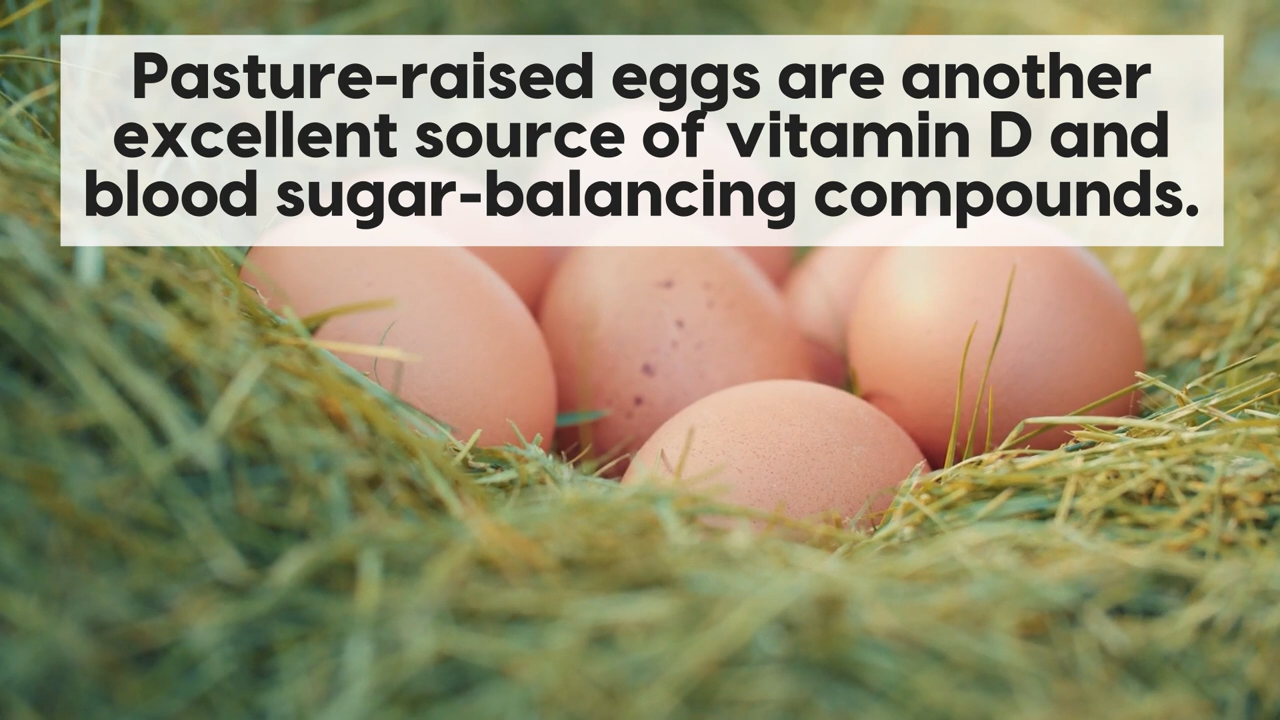 Pasture-raised eggs are another
excellent source of vitamin D and
blood sugar-balancing compounds.